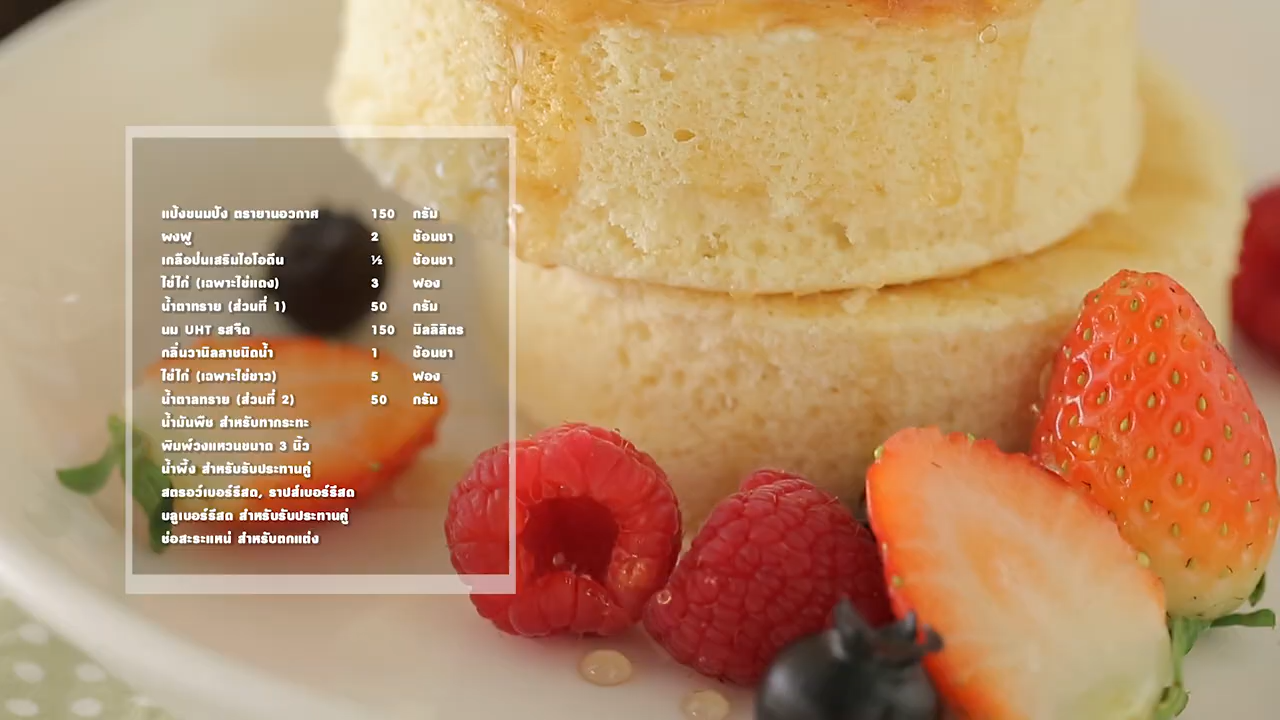 แป้งขนมปัง ตรายานอวกาศ 150 กรัม
ผงฟู 2 ช้อนชา
เกลือป่นเสริมไอโอดีน ½ ช้อนชา
ไข่ไก่ (เฉพาะไข่แดง) 3 ฟอง
น้ำตาทราย (ส่วนที่ 1) 50 กรัม
นม UHT รสจืด 150 มิลลิลิตร
กลิ่นวานิลลาชนิดน้ำ 1 ช้อนชา
ไข่ไก่ (เฉพาะไข่ขาว) 5 ฟอง
น้ำตาลทราย (ส่วนที่ 2) 50 กรัม
น้ำมันพืช สำหรับทากระทะ
พิมพ์วงแหวนขนาด 3 นิ้ว
น้ำผึ้ง สำหรับรับประทานคู่
สตรอว์เบอร์รีสด, ราปส์เบอร์รีสด
บลูเบอร์รีสด สำหรับรับประทานคู่
ช่อสะระแหน่ สำหรับตกแต่ง